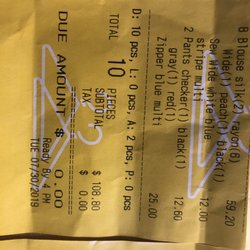 8 Blouse Silk(2)Rayon(6) 59.20
Wide(1)Peach(1)black(1)
Sew Wide white blue 12.00
stripe multi
2 Pants checker(1)black(1) 12.60
gray(1) red(1)
Zipper blue multi 25.00
D: 10 pcs, L: 0 pcs, A: 2 pcs, P: 0 pcs
TOTAL 10 PIECES
SUBTOTAL $ 108.80
TAX $ 0.00
DUE AMOUNT $ 0.00
Ready By 4 PM
TUE 07/30/2019